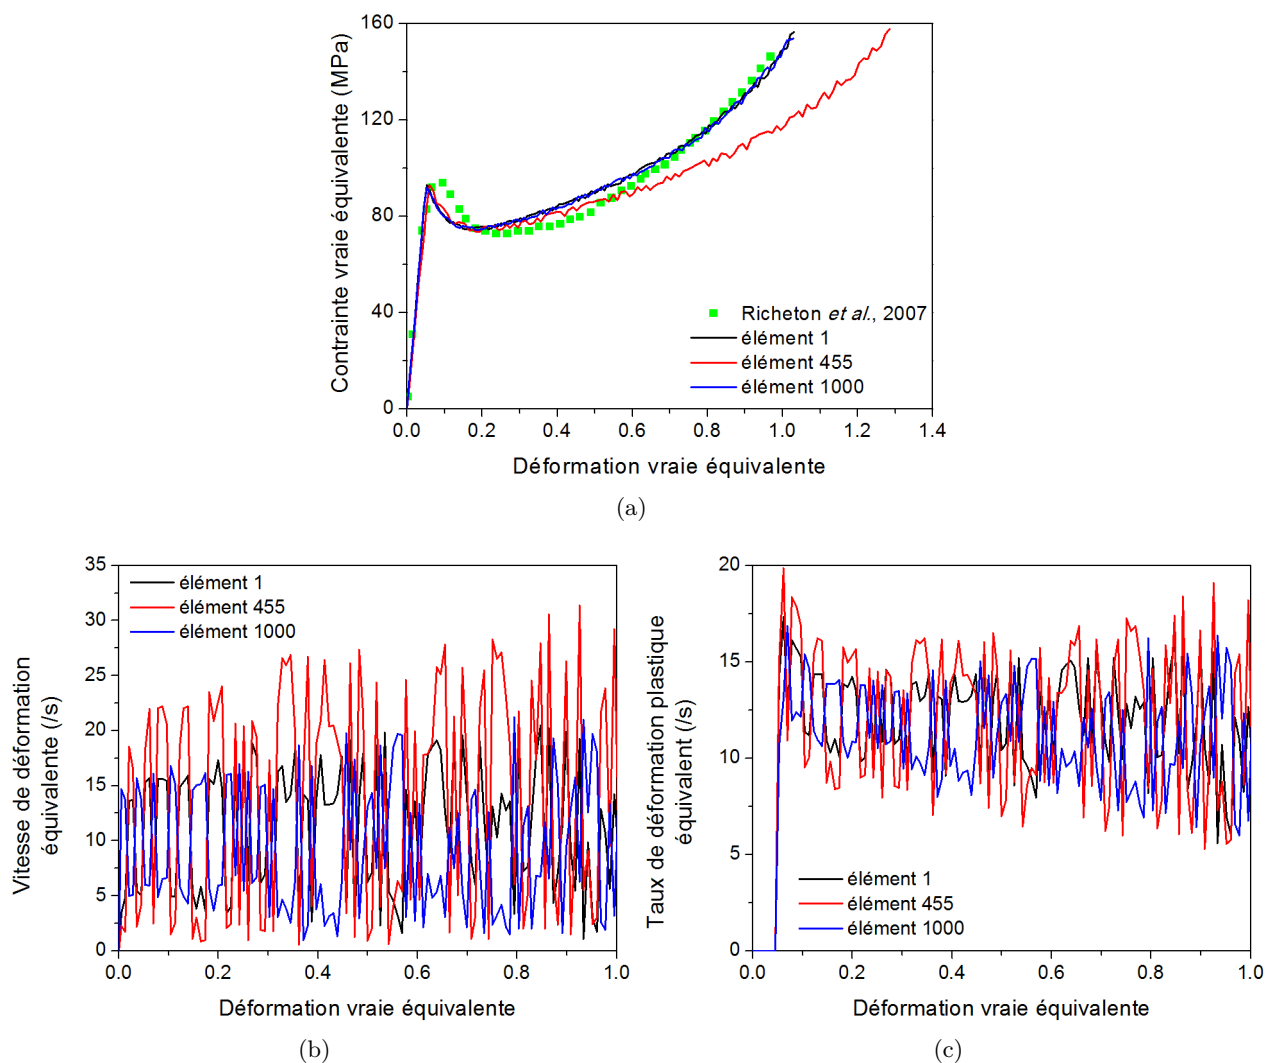 160
120
80
40
0
Contrainte vraie équivalente (MPa)
Richeton et al., 2007
élément 1
élément 455
élément 1000
0.0 0.2 0.4 0.6 0.8 1.0 1.2 1.4
Déformation vraie équivalente
(a)
35
30
25
20
15
10
5
0
Vitesse de déformation
équivalente (/s)
élément 1
élément 455
élément 1000
0.0 0.2 0.4 0.6 0.8 1.0
Déformation vraie équivalente
(b)
20
15
10
5
0
Taux de déformation plastique
équivalent (/s)
élément 1
élément 455
élément 1000
0.0 0.2 0.4 0.6 0.8 1.0
Déformation vraie équivalente
(c)